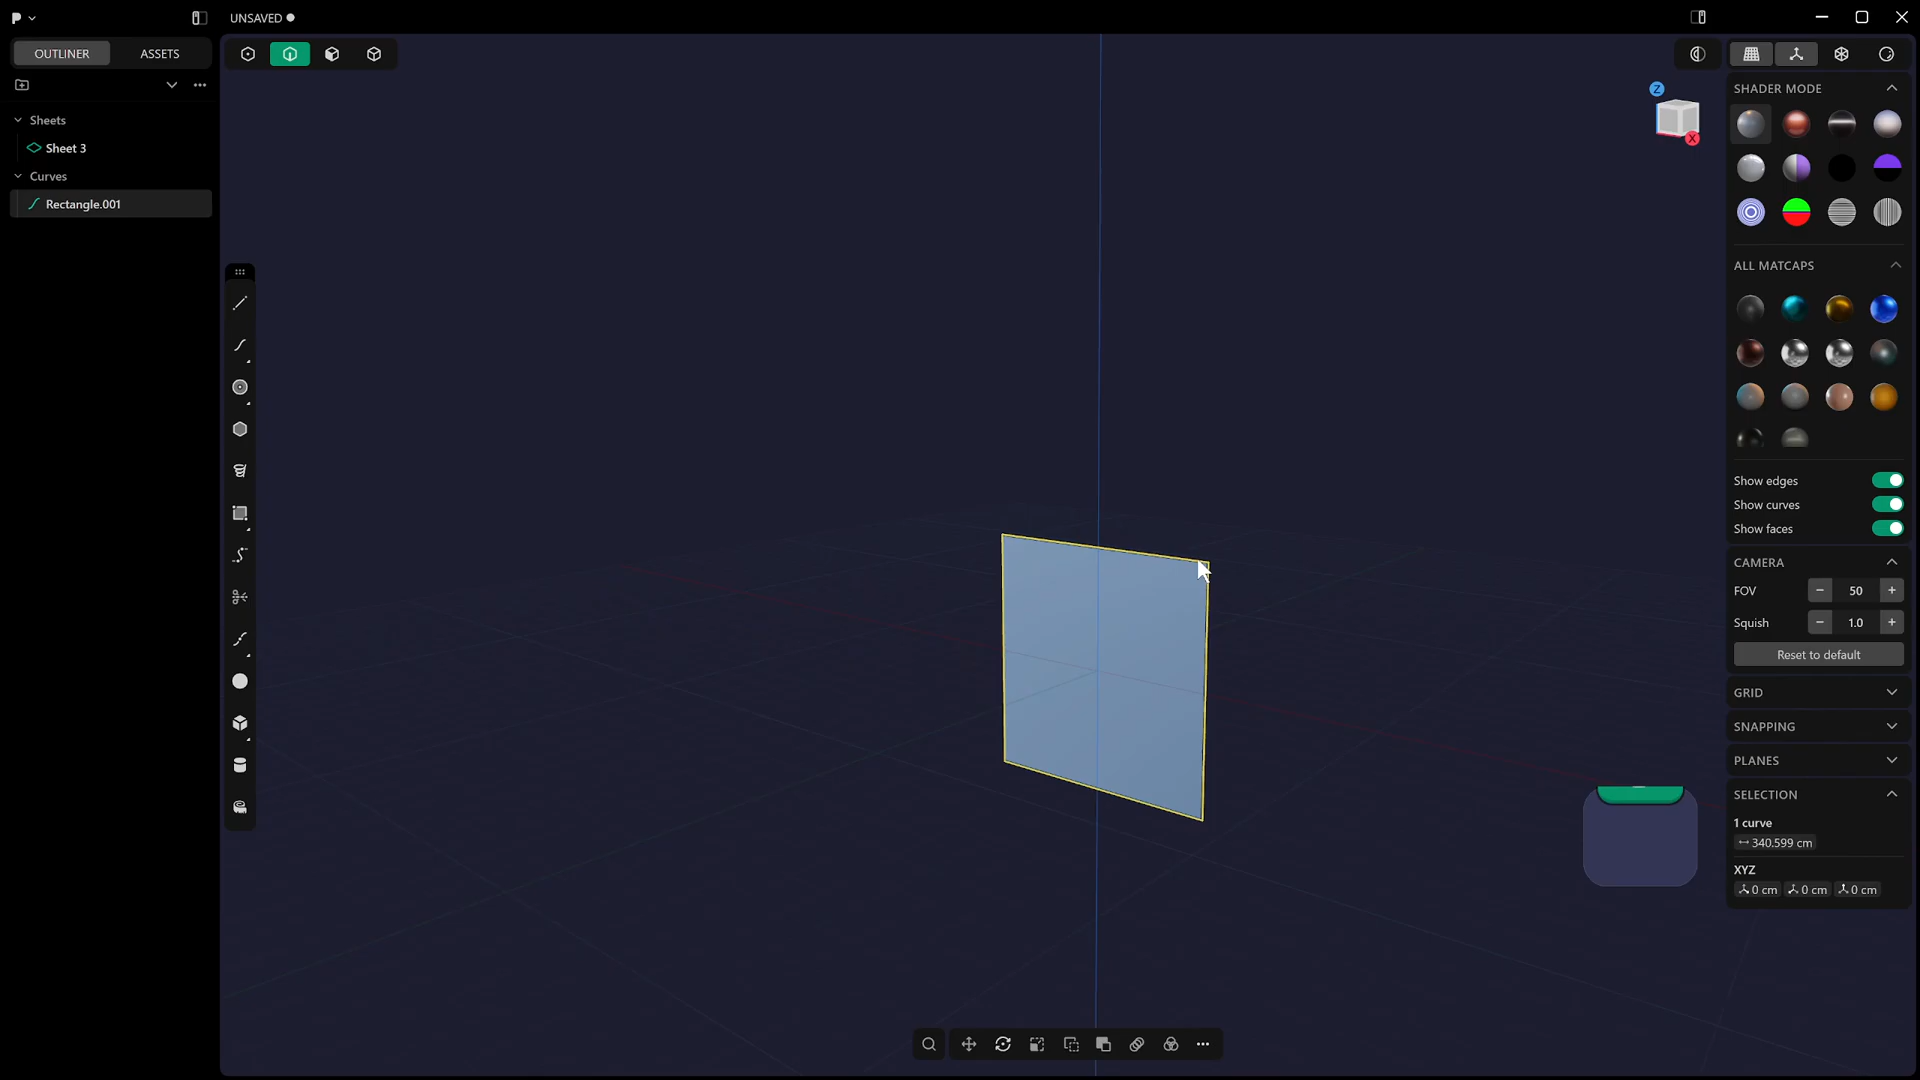 UNSAVED
OUTLINER
ASSETS
Sheets
Sheet 3
Curves
Rectangle.001
Z
X
SHADER MODE
ALL MATCAPS
Show edges
Show curves
Show faces
CAMERA
FOV
50
Squish
1.0
Reset to default
GRID
SNAPPING
PLANES
SELECTION
1 curve
340.599 cm
XYZ
0 cm 0 cm 0 cm